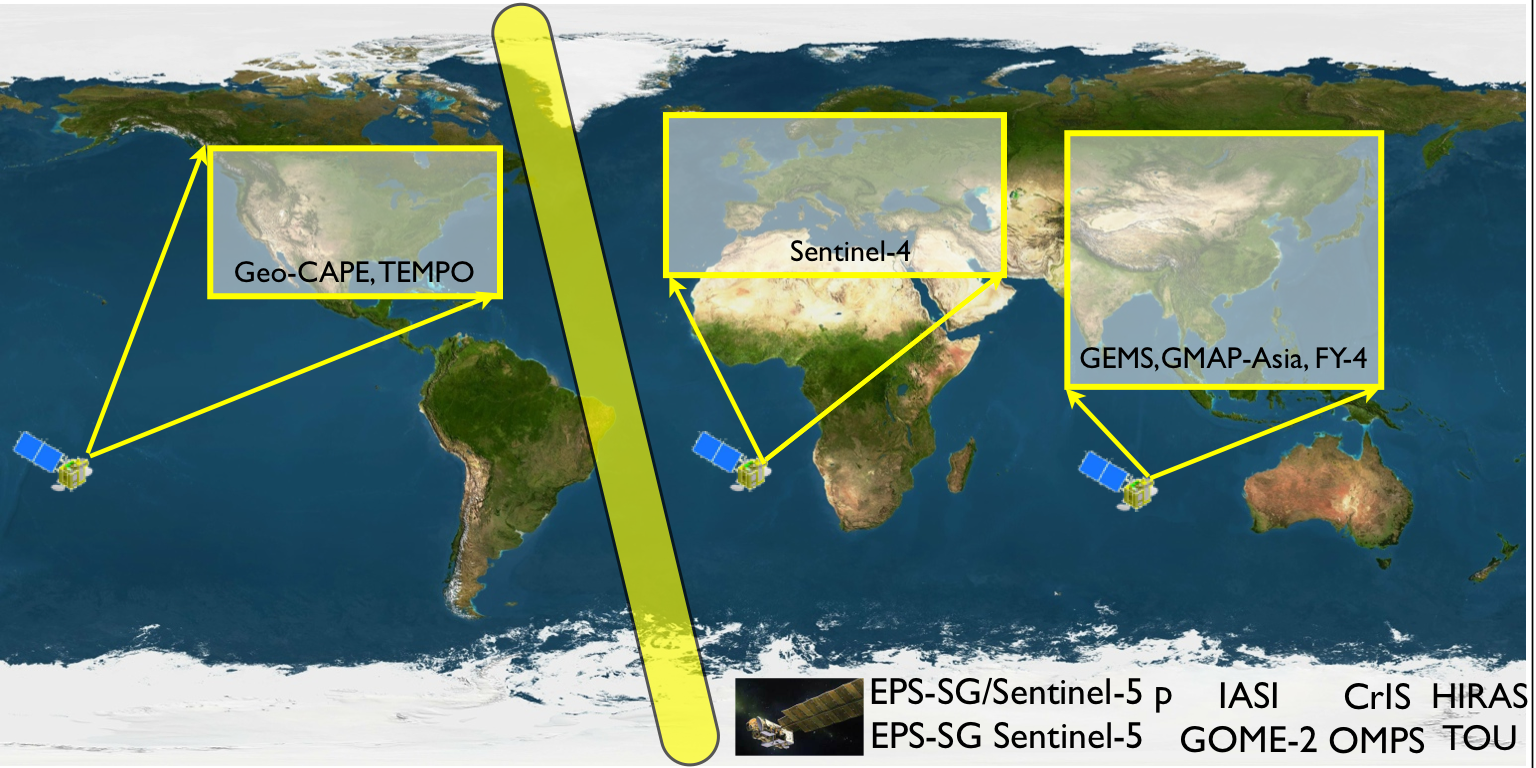 Geo-CAPE, TEMPO
Sentinel-4
GEMS,GMAP-Asia, FY-4
EPS-SG/Sentinel-5 p IASI CrIS HIRAS
EPS-SG Sentinel-5 GOME-2 OMPS TOU